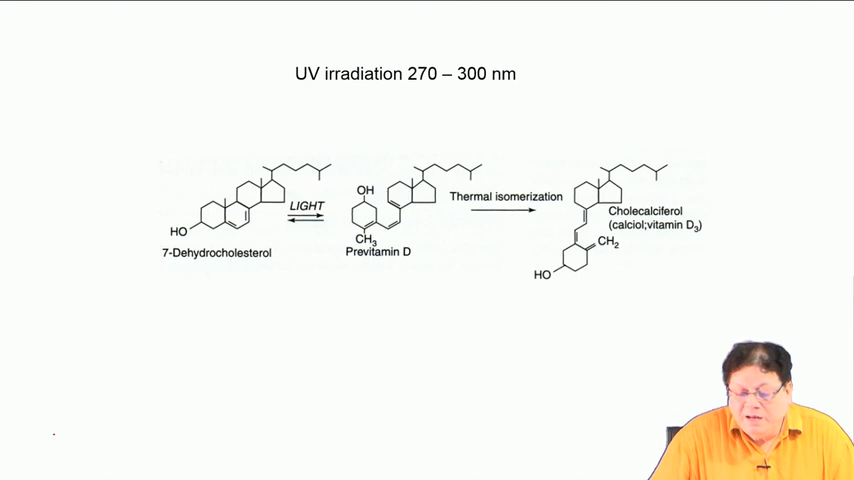 UV irradiation 270 – 300 nm
HO
7-Dehydrocholesterol
LIGHT
OH
CH3
Previtamin D
Thermal isomerization
Cholecalciferol
(calciol;vitamin D3)
CH2
HO